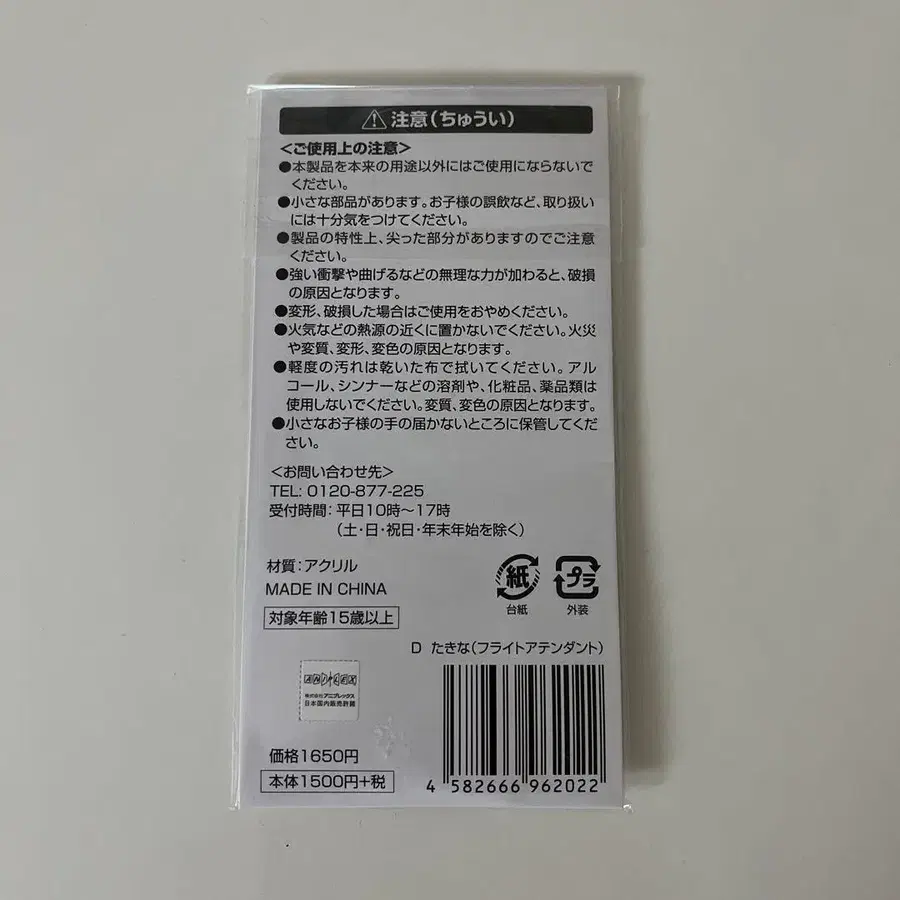 ⚠ 注意(ちゅうい)
<ご使用上の注意>
●本製品を本来の用途以外にはご使用にならないで
ください。
●小さな部品があります。お子様の誤飲など、取り扱い
には十分気をつけてください。
●製品の特性上、尖った部分がありますのでご注意
ください。
●強い衝撃や曲げるなどの無理な力が加わると、破損
の原因となります。
●変形、破損した場合はご使用をおやめください。
●火気などの熱源の近くに置かないでください。火災
や変質、変形、変色の原因となります。
●軽度の汚れは乾いた布で拭いてください。アル
コール、シンナーなどの溶剤や、化粧品、薬品類は
使用しないでください。変質、変色の原因となります。
●小さなお子様の手の届かないところに保管してくだ
さい。
<お問い合わせ先>
TEL: 0120-877-225
受付時間:平日10時〜17時
(土・日・祝日・年末年始を除く)
材質:アクリル
MADE IN CHINA
対象年齢15歳以上
紙
台紙
プラ
外装
D たきな(フライトアテンダント)
ANIPLEX
株式会社アニプレックス
日本国内販売許諾
価格1650円
本体1500円+税
4 582666 962022